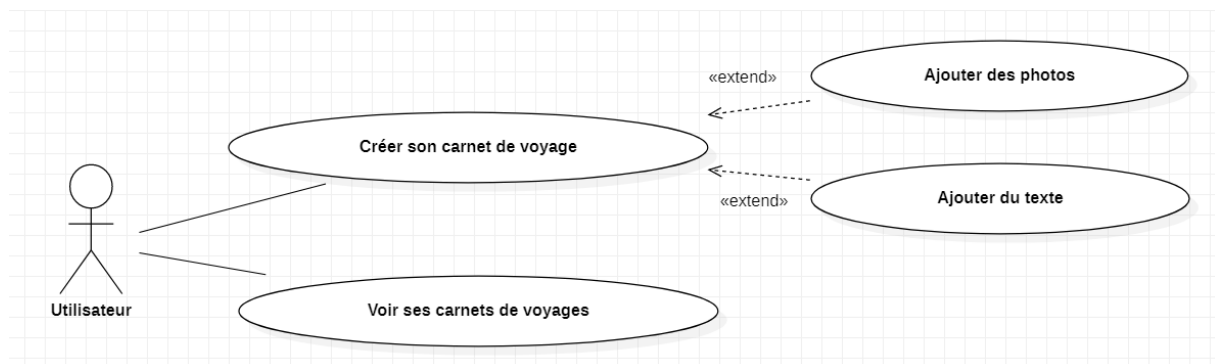 «extend»
Ajouter des photos
Créer son carnet de voyage
«extend»
Ajouter du texte
Utilisateur
Voir ses carnets de voyages